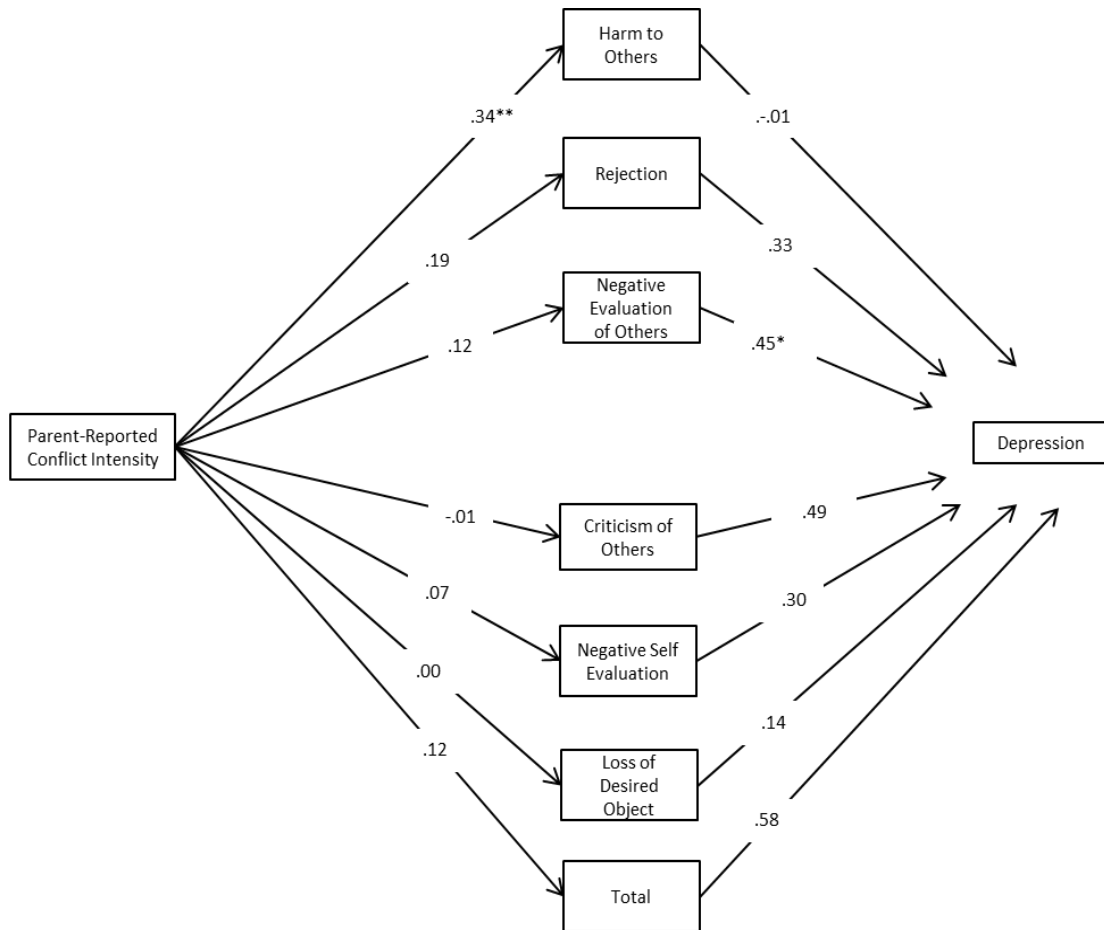 Harm to
Others
.34**
.-.01
Rejection
.19
.33
Negative
Evaluation
of Others
.12
.45*
Parent-Reported
Conflict Intensity
Depression
-.01
Criticism of
Others
.49
.07
Negative Self
Evaluation
.30
.00
Loss of
Desired
Object
.14
.12
Total
.58